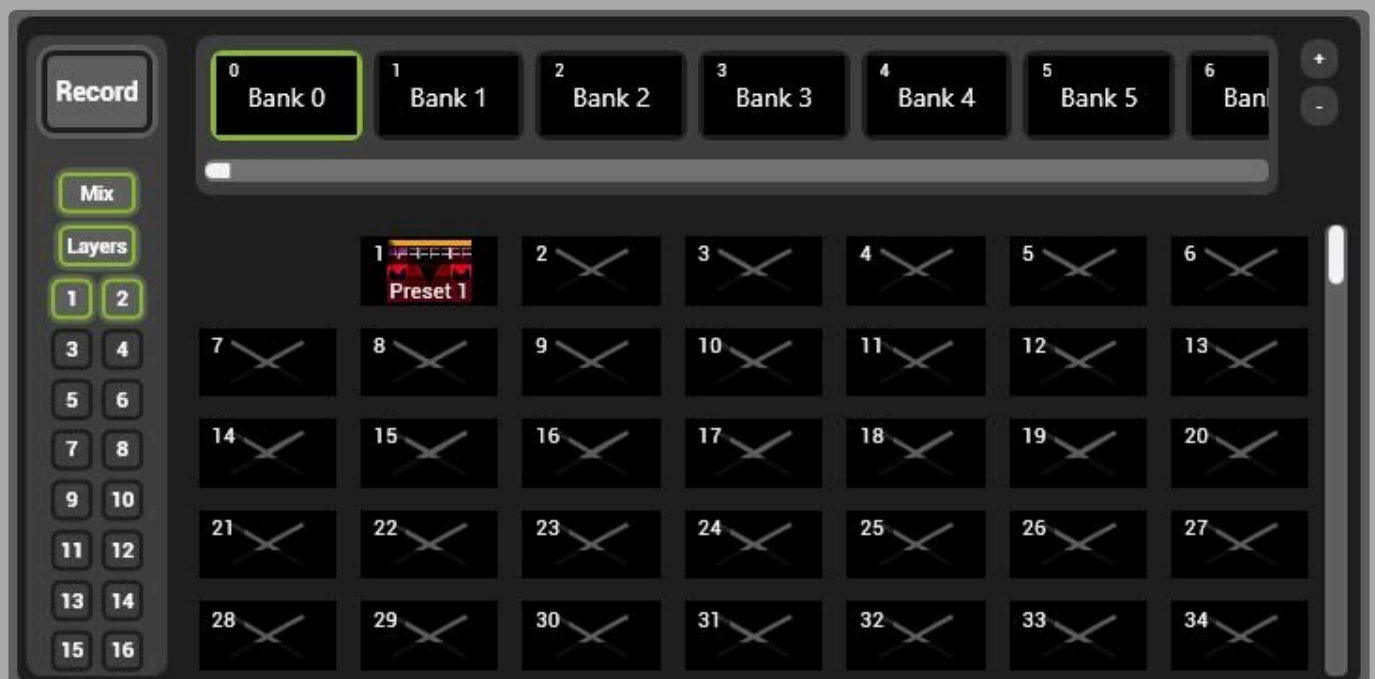 Record
0
Bank 0
1
Bank 1
2
Bank 2
3
Bank 3
4
Bank 4
5
Bank 5
6
+
-
Mix
Layers
1 2
3 4
5 6
7 8
9 10
11 12
13 14
15 16
1
Preset 1
2 3 4 5 6
7 8 9 10 11 12 13
14 15 16 17 18 19 20
21 22 23 24 25 26 27
28 29 30 31 32 33 34